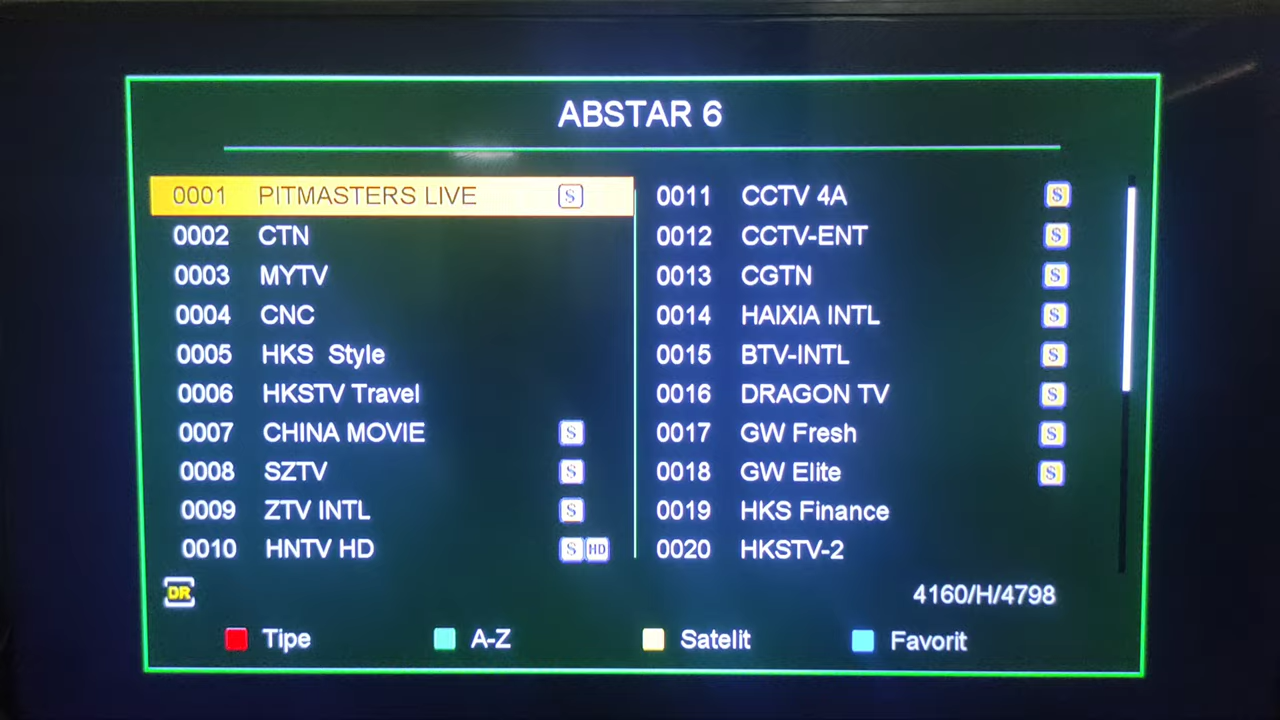 ABSTAR 6
0001 PITMASTERS LIVE S
0002 CTN
0003 MYTV
0004 CNC
0005 HKS Style
0006 HKSTV Travel
0007 CHINA MOVIE S
0008 SZTV S
0009 ZTV INTL S
0010 HNTV HD S HD
0011 CCTV 4A S
0012 CCTV-ENT S
0013 CGTN S
0014 HAIXIA INTL S
0015 BTV-INTL S
0016 DRAGON TV S
0017 GW Fresh S
0018 GW Elite S
0019 HKS Finance
0020 HKSTV-2
DR
4160/H/4798
Tipe A-Z Satelit Favorit